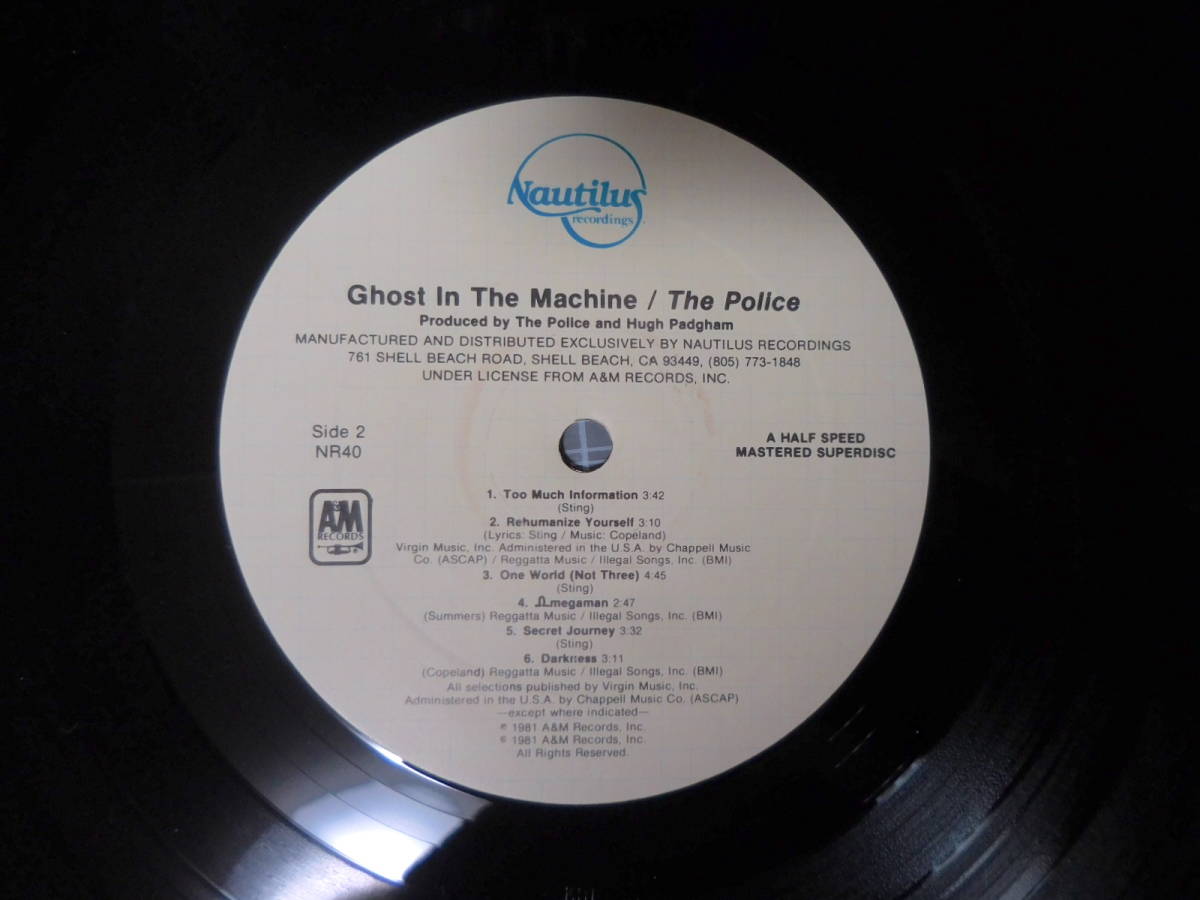 Nautilus
recordings
Ghost In The Machine / The Police
Produced by The Police and Hugh Padgham
MANUFACTURED AND DISTRIBUTED EXCLUSIVELY BY NAUTILUS RECORDINGS
761 SHELL BEACH ROAD, SHELL BEACH, CA 93449, (805) 773-1848
UNDER LICENSE FROM A&M RECORDS, INC.
Side 2
NR40
A HALF SPEED
MASTERED SUPERDISC
A&M
RECORDS
1. Too Much Information 3:42
(Sting)
2. Rehumanize Yourself 3:10
(Lyrics: Sting / Music: Copeland)
Virgin Music, Inc. Administered in the U.S.A. by Chappell Music
Co. (ASCAP) / Reggatta Music / Illegal Songs, Inc. (BMI)
3. One World (Not Three) 4:45
(Sting)
4. Ωmegaman 2:47
(Summers) Reggatta Music / Illegal Songs, Inc. (BMI)
5. Secret Journey 3:32
(Sting)
6. Darkness 3:11
(Copeland) Reggatta Music / Illegal Songs, Inc. (BMI)
All selections published by Virgin Music, Inc.
Administered in the U.S.A. by Chappell Music Co. (ASCAP)
—except where indicated—
℗ 1981 A&M Records, Inc.
© 1981 A&M Records, Inc.
All Rights Reserved.